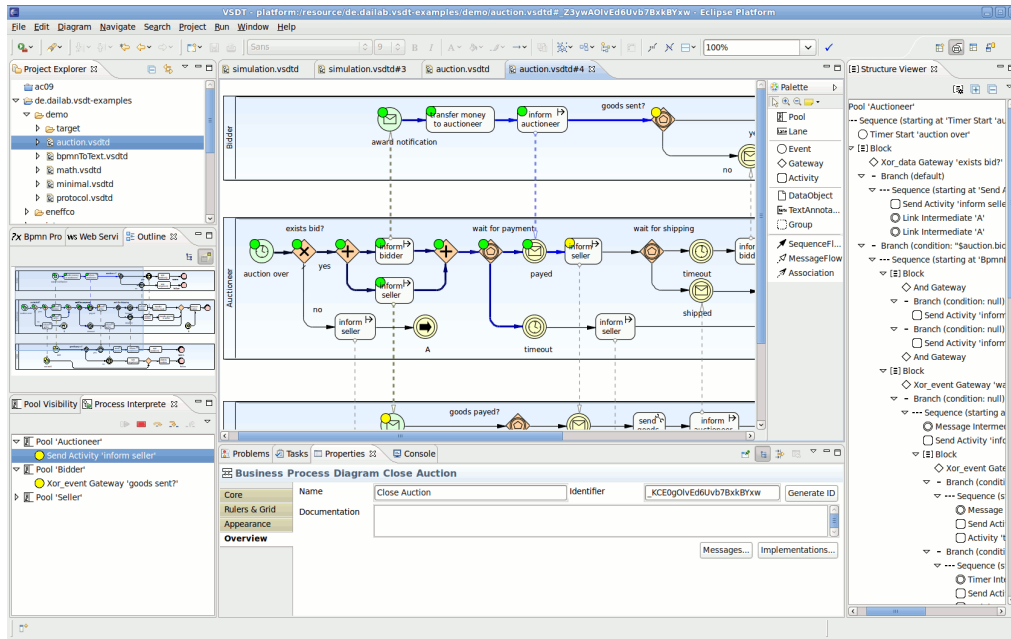 VSDT - platform:/resource/de.dailab.vsdt-examples/demo/auction.vsdtd#_Z3ywAOlvEd6Uvb7BxkBYxw - Eclipse Platform
File Edit Diagram Navigate Search Project Run Window Help
Sans 9 B I A 100%
Project Explorer
ac09
de.dailab.vsdt-examples
demo
target
auction.vsdtd
bpmnToText.vsdtd
math.vsdtd
minimal.vsdtd
protocol.vsdtd
eneffco
Bpmn Pro ws Web Servi Outline
Pool Visibility Process Interprete
Pool 'Auctioneer'
Send Activity 'inform seller'
Pool 'Bidder'
Xor_event Gateway 'goods sent?'
Pool 'Seller'
simulation.vsdtd simulation.vsdtd#3 auction.vsdtd auction.vsdtd#4
Bidder
goods sent?
transfer money
to auctioneer
inform
auctioneer
award notification
ye
no
Auctioneer
exists bid?
wait for payment
wait for shipping
inform
bidder
inform
seller
infor
bidd
auction over
yes
payed
timeout
inform
seller
shipped
no
inform
seller
inform
seller
A
timeout
goods payed?
send
goods
inform
auctioneer
Palette
Pool
Lane
Event
Gateway
Activity
DataObject
TextAnnota...
Group
SequenceFl...
MessageFlow
Association
Problems Tasks Properties Console
Business Process Diagram Close Auction
Core
Rulers & Grid
Appearance
Overview
Name Close Auction Identifier _KCE0gOlvEd6Uvb7BxkBYxw Generate ID
Documentation
Messages... Implementations...
Structure Viewer
Pool 'Auctioneer'
--- Sequence (starting at 'Timer Start 'au
Timer Start 'auction over'
Block
Xor_data Gateway 'exists bid?'
- Branch (default)
--- Sequence (starting at 'Send A
Send Activity 'inform selle
Link Intermediate 'A'
Link Intermediate 'A'
- Branch (condition: "$auction.bid
--- Sequence (starting at 'BpmnI
Block
And Gateway
- Branch (condition: null)
Send Activity 'inform
- Branch (condition: null)
Send Activity 'inform
And Gateway
Block
Xor_event Gateway 'wa
- Branch (condition: null)
--- Sequence (starting a
Message Intermed
Send Activity 'info
Block
Xor_event Gate
- Branch (conditi
--- Sequence (s
Message
Send Acti
Activity 't
- Branch (conditi
--- Sequence (s
Timer Inte
Send Acti